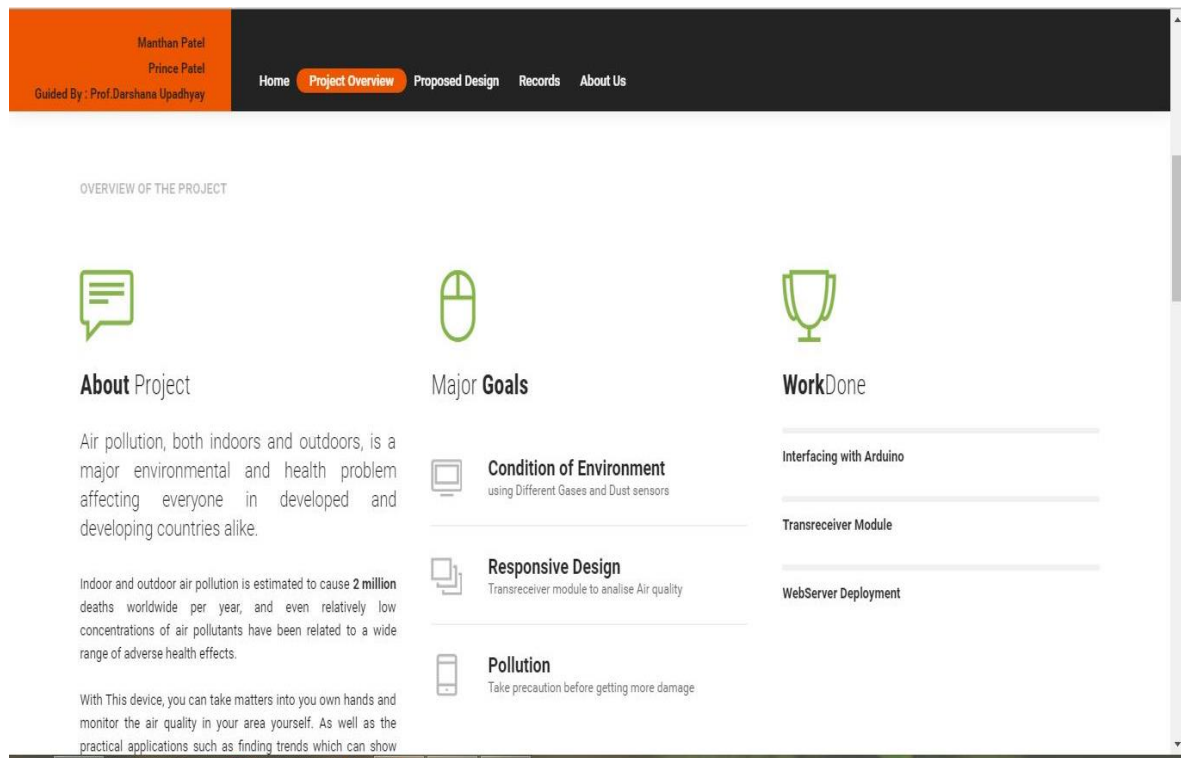 Manthan Patel
Prince Patel
Guided By : Prof.Darshana Upadhyay
Home Project Overview Proposed Design Records About Us
OVERVIEW OF THE PROJECT
About Project
Air pollution, both indoors and outdoors, is a
major environmental and health problem
affecting everyone in developed and
developing countries alike.
Indoor and outdoor air pollution is estimated to cause 2 million
deaths worldwide per year, and even relatively low
concentrations of air pollutants have been related to a wide
range of adverse health effects.
With This device, you can take matters into you own hands and
monitor the air quality in your area yourself. As well as the
practical applications such as finding trends which can show
Major Goals
Condition of Environment
using Different Gases and Dust sensors
Responsive Design
Transreceiver module to analise Air quality
Pollution
Take precaution before getting more damage
WorkDone
Interfacing with Arduino
Transreceiver Module
WebServer Deployment